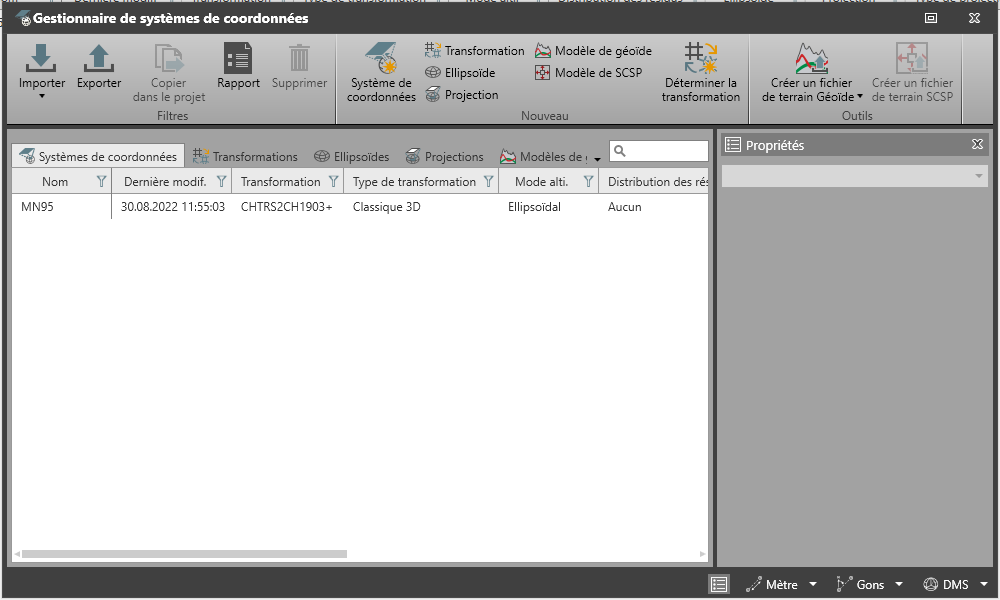 Gestionnaire de systèmes de coordonnées
Importer
Exporter
Copier
dans le projet
Rapport
Supprimer
Filtres
Système de
coordonnées
Transformation
Ellipsoïde
Projection
Modèle de géoïde
Modèle de SCSP
Déterminer la
transformation
Nouveau
Créer un fichier
de terrain Géoïde
Créer un fichier
de terrain SCSP
Outils
Systèmes de coordonnées
Transformations
Ellipsoïdes
Projections
Modèles de
Propriétés
Nom
Dernière modif.
Transformation
Type de transformation
Mode alti.
Distribution des rés
MN95
30.08.2022 11:55:03
CHTRS2CH1903+
Classique 3D
Ellipsoïdal
Aucun
Mètre
Gons
DMS